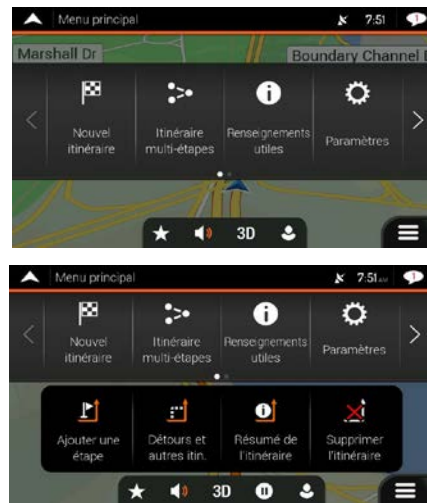 Menu principal 7:51 1
Marshall Dr Boundary Channel
Nouvel itinéraire
Itinéraire multi-étapes
Renseignements utiles
Paramètres
3D
Menu principal 7:51 1
Nouvel itinéraire
Itinéraire multi-étapes
Renseignements utiles
Paramètres
Ajouter une étape
Détours et autres itin.
Résumé de l'itinéraire
Supprimer l'itinéraire
3D